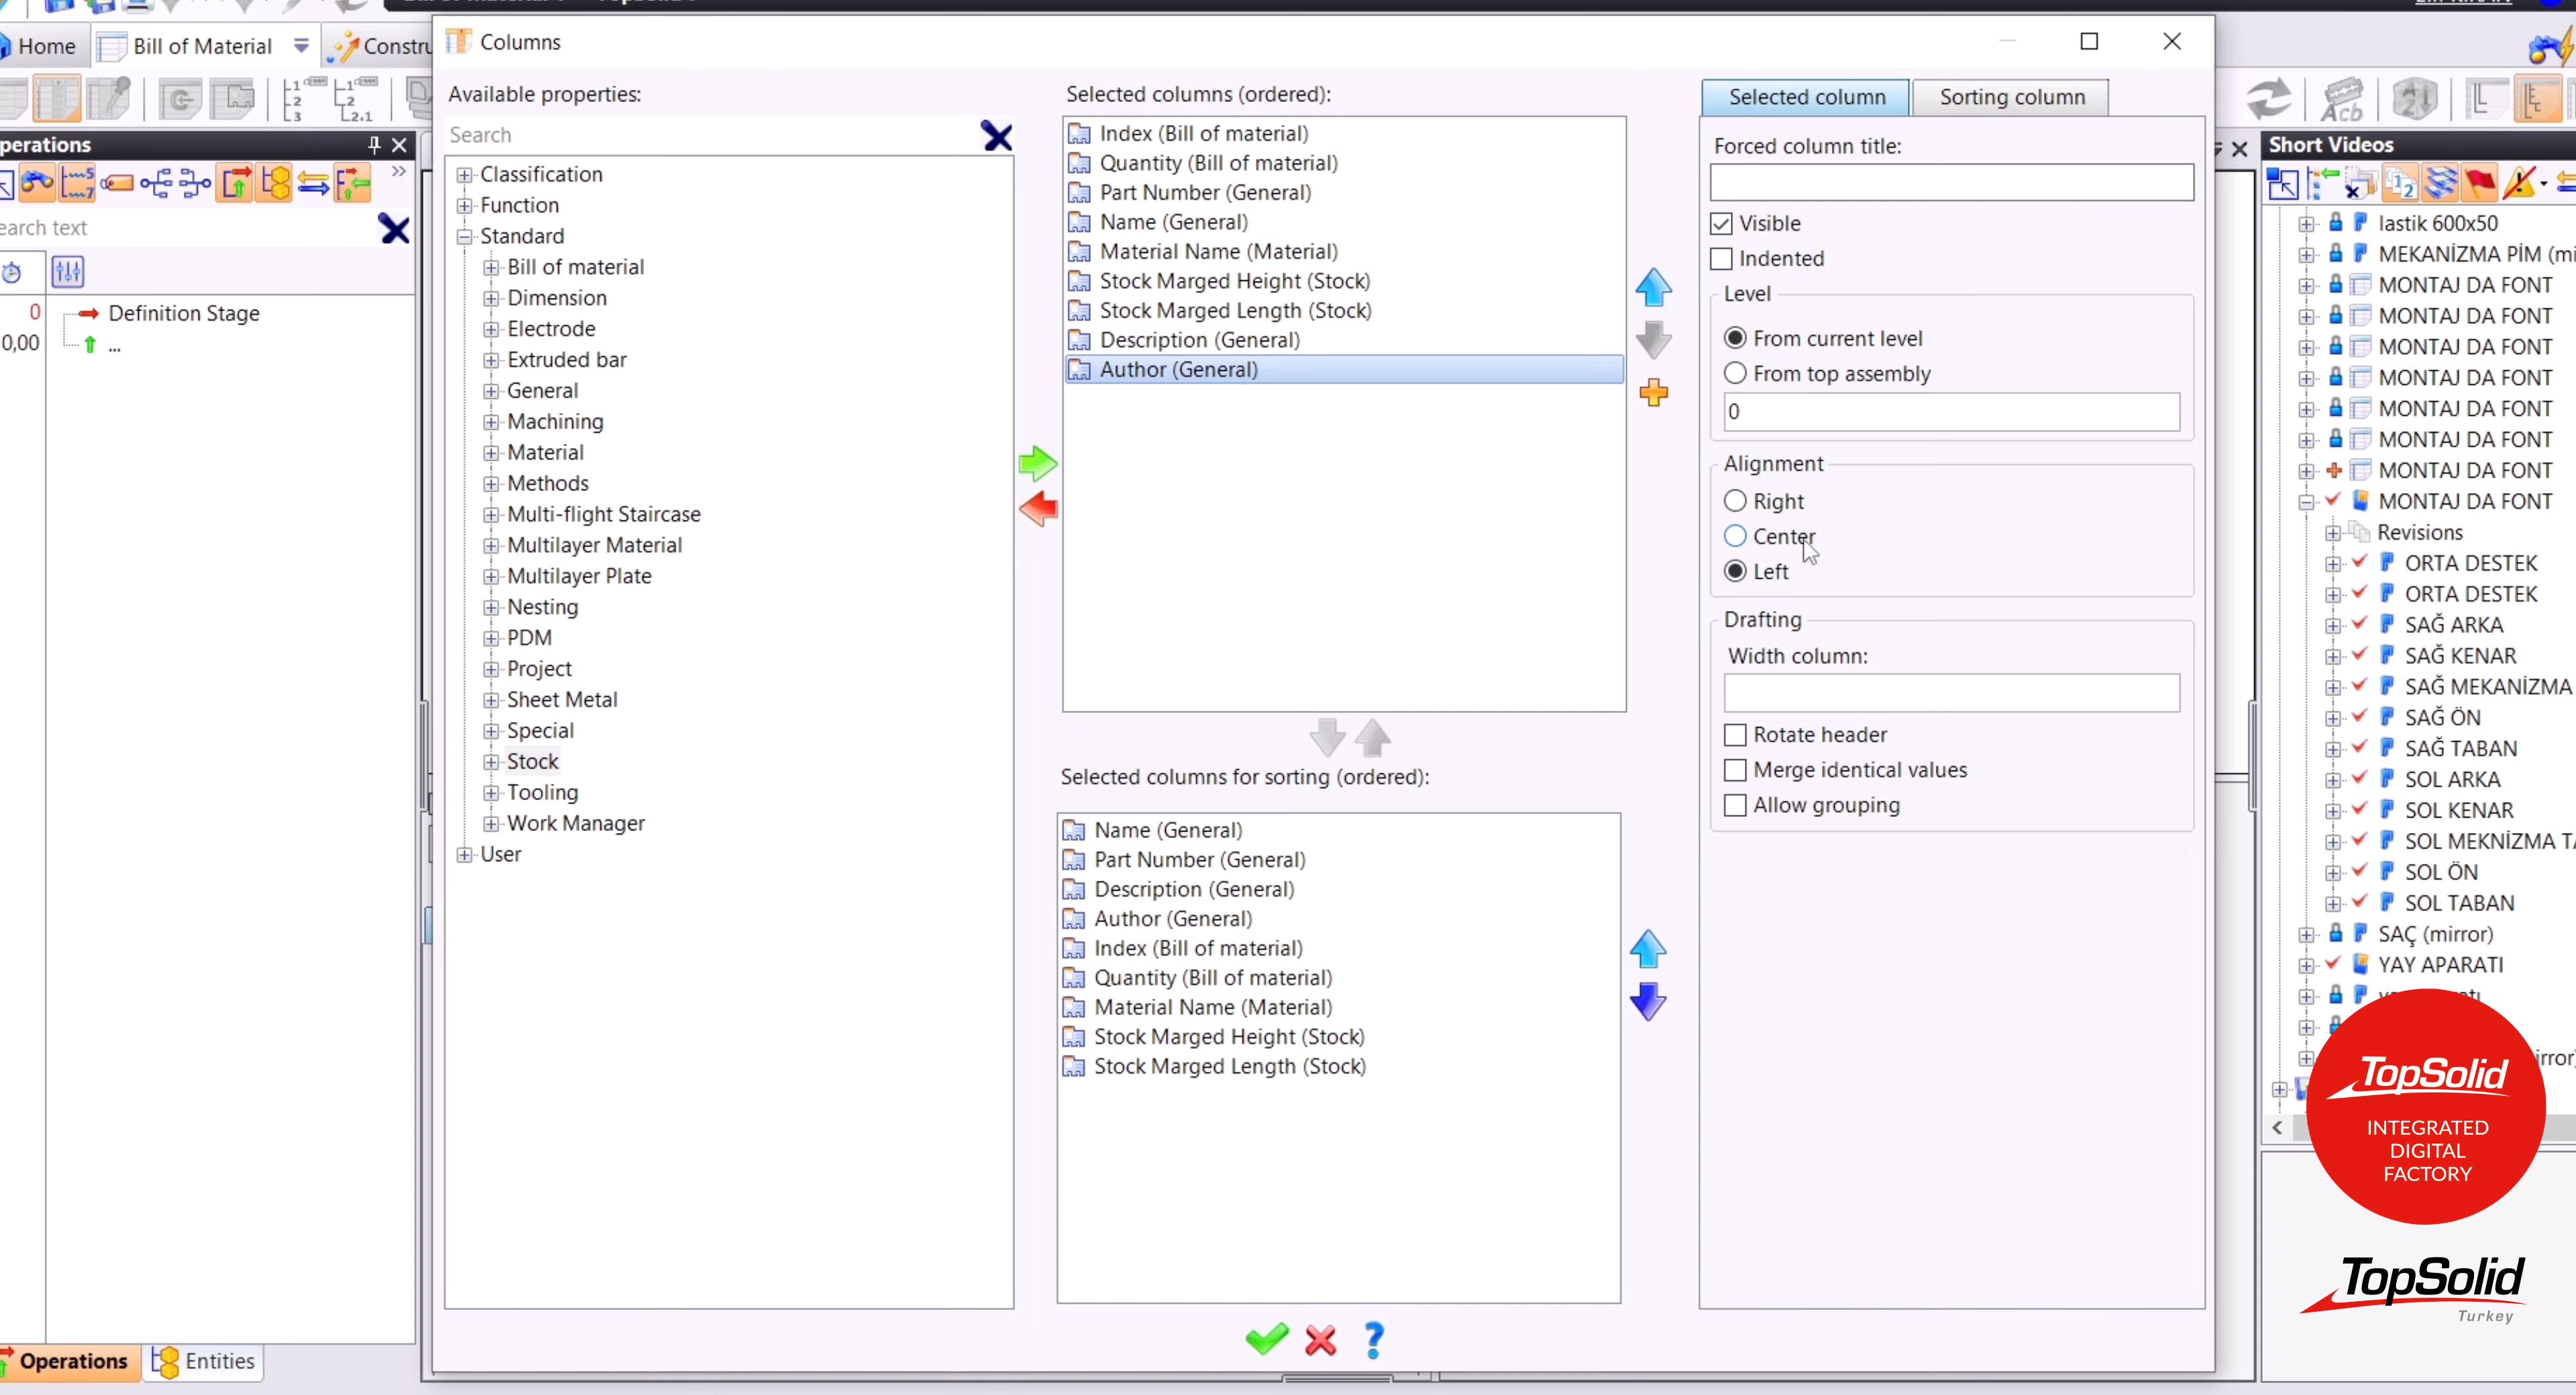 Home
Bill of Material
Constru
Columns
Operations
Search text
0
0,00
Definition Stage
...
Operations
Entities
Available properties:
Search
Classification
Function
Standard
Bill of material
Dimension
Electrode
Extruded bar
General
Machining
Material
Methods
Multi-flight Staircase
Multilayer Material
Multilayer Plate
Nesting
PDM
Project
Sheet Metal
Special
Stock
Tooling
Work Manager
User
Selected columns (ordered):
Index (Bill of material)
Quantity (Bill of material)
Part Number (General)
Name (General)
Material Name (Material)
Stock Marged Height (Stock)
Stock Marged Length (Stock)
Description (General)
Author (General)
Selected columns for sorting (ordered):
Name (General)
Part Number (General)
Description (General)
Author (General)
Index (Bill of material)
Quantity (Bill of material)
Material Name (Material)
Stock Marged Height (Stock)
Stock Marged Length (Stock)
Selected column
Sorting column
Forced column title:
Visible
Indented
Level
From current level
From top assembly
0
Alignment
Right
Center
Left
Drafting
Width column:
Rotate header
Merge identical values
Allow grouping
Short Videos
lastik 600x50
MEKANİZMA PİM (mi
MONTAJ DA FONT
MONTAJ DA FONT
MONTAJ DA FONT
MONTAJ DA FONT
MONTAJ DA FONT
MONTAJ DA FONT
MONTAJ DA FONT
MONTAJ DA FONT
Revisions
ORTA DESTEK
ORTA DESTEK
SAĞ ARKA
SAĞ KENAR
SAĞ MEKANİZMA
SAĞ ÖN
SAĞ TABAN
SOL ARKA
SOL KENAR
SOL MEKNİZMA TA
SOL ÖN
SOL TABAN
SAÇ (mirror)
YAY APARATI
irror)
TopSolid
INTEGRATED
DIGITAL
FACTORY
TopSolid
Turkey